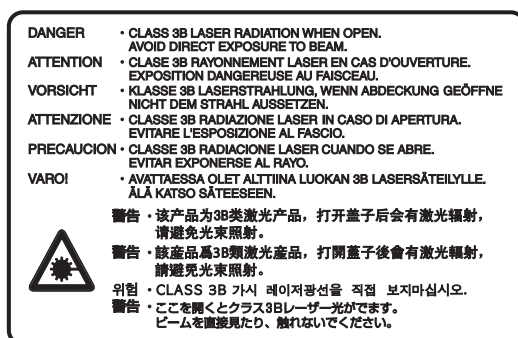 DANGER · CLASS 3B LASER RADIATION WHEN OPEN.
AVOID DIRECT EXPOSURE TO BEAM.
ATTENTION · CLASE 3B RAYONNEMENT LASER EN CAS D'OUVERTURE.
EXPOSITION DANGEREUSE AU FAISCEAU.
VORSICHT · KLASSE 3B LASERSTRAHLUNG, WENN ABDECKUNG GEÖFFNE
NICHT DEM STRAHL AUSSETZEN.
ATTENZIONE · CLASSE 3B RADIAZIONE LASER IN CASO DI APERTURA.
EVITARE L'ESPOSIZIONE AL FASCIO.
PRECAUCION · CLASSE 3B RADIACIONE LASER CUANDO SE ABRE.
EVITAR EXPONERSE AL RAYO.
VARO! · AVATTAESSA OLET ALTTIINA LUOKAN 3B LASERSÄTEILYLLE.
ÄLÄ KATSO SÄTEESEEN.
警告 · 该产品为3B类激光产品，打开盖子后会有激光辐射，
请避免光束照射。
警告 · 該産品爲3B類激光産品，打開蓋子後會有激光輻射，
請避免光束照射。
위험 · CLASS 3B 가시 레이저광선을 직접 보지마십시오.
警告 · ここを開くとクラス3Bレーザー光がでます。
ビームを直接見たり、触れないでください。